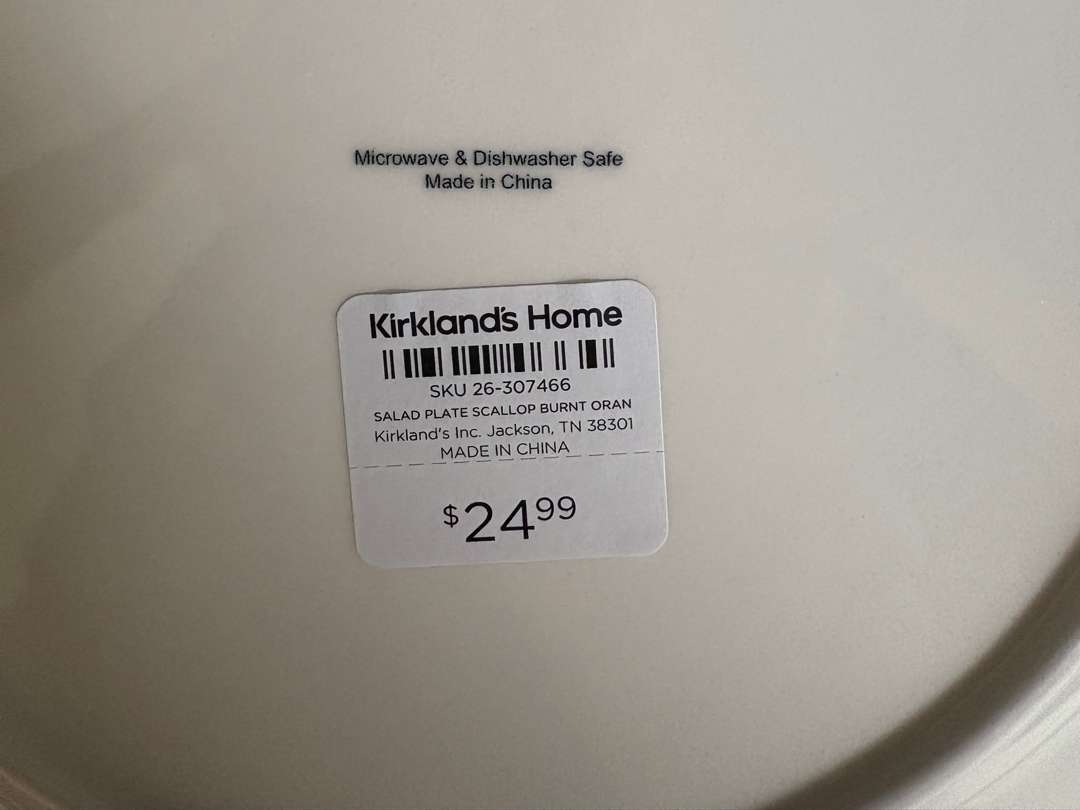 Microwave & Dishwasher Safe
Made in China
Kirkland's Home
SKU 26-307466
SALAD PLATE SCALLOP BURNT ORAN
Kirkland's Inc. Jackson, TN 38301
MADE IN CHINA
$24.99